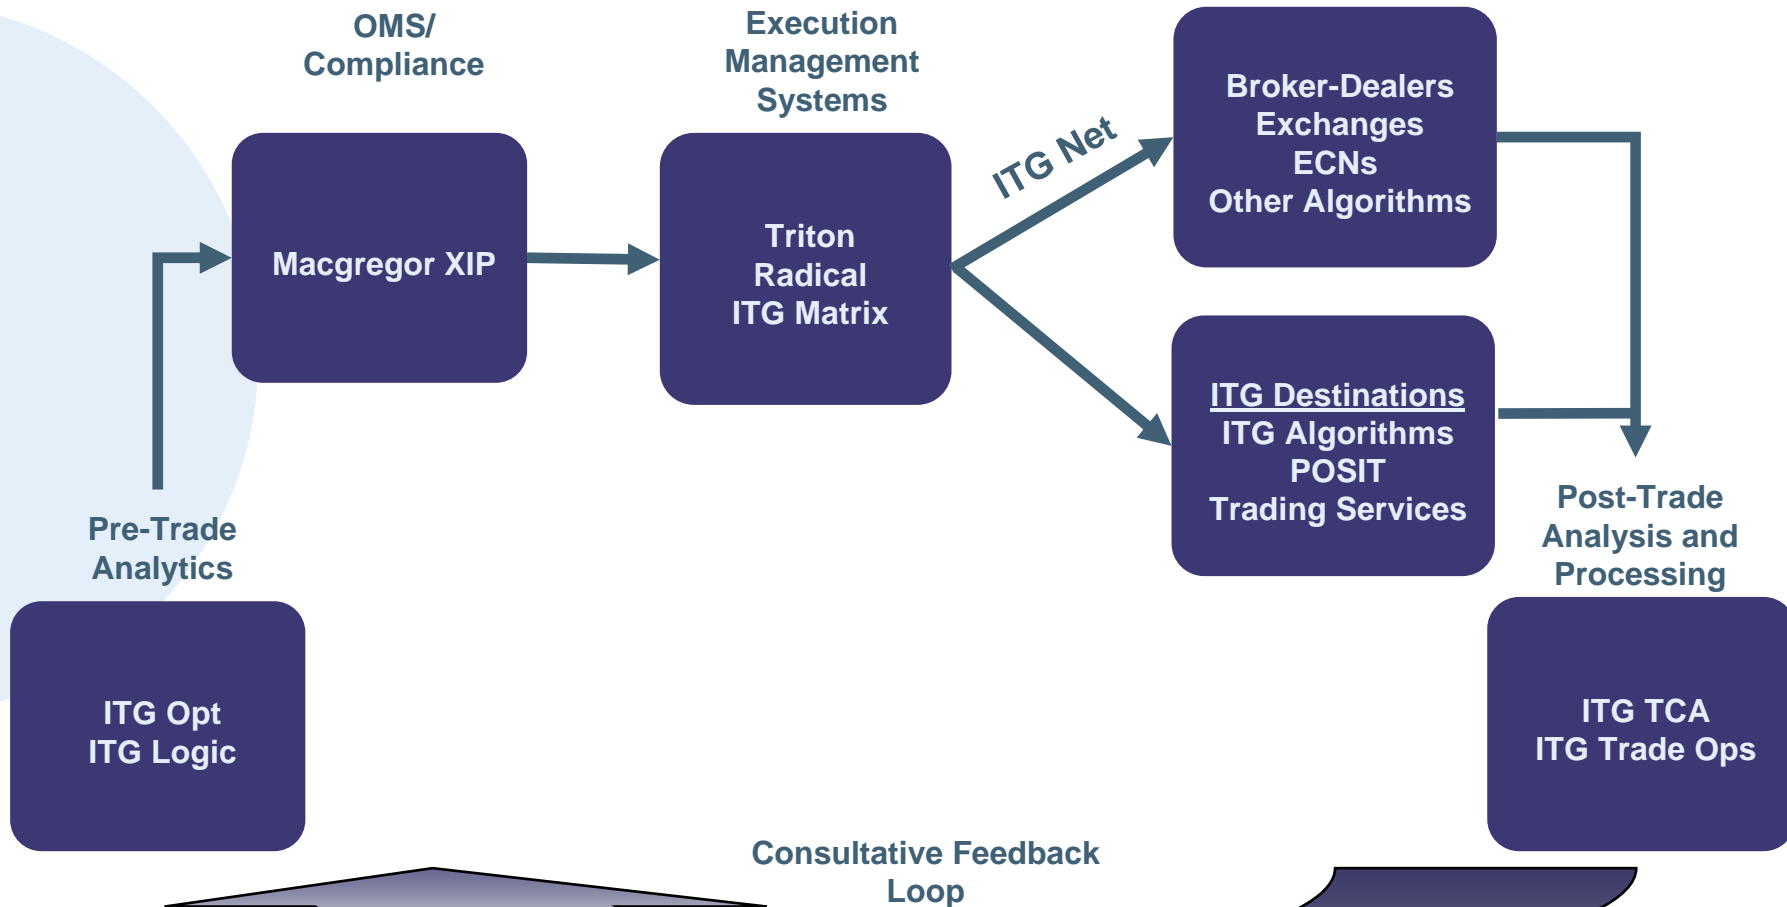 OMS/
Compliance
Execution
Management
Systems
Broker-Dealers
Exchanges
ECNs
Other Algorithms
ITG Net
Macgregor XIP
Triton
Radical
ITG Matrix
ITG Destinations
ITG Algorithms
POSIT
Trading Services
Pre-Trade
Analytics
Post-Trade
Analysis and
Processing
ITG Opt
ITG Logic
ITG TCA
ITG Trade Ops
Consultative Feedback
Loop